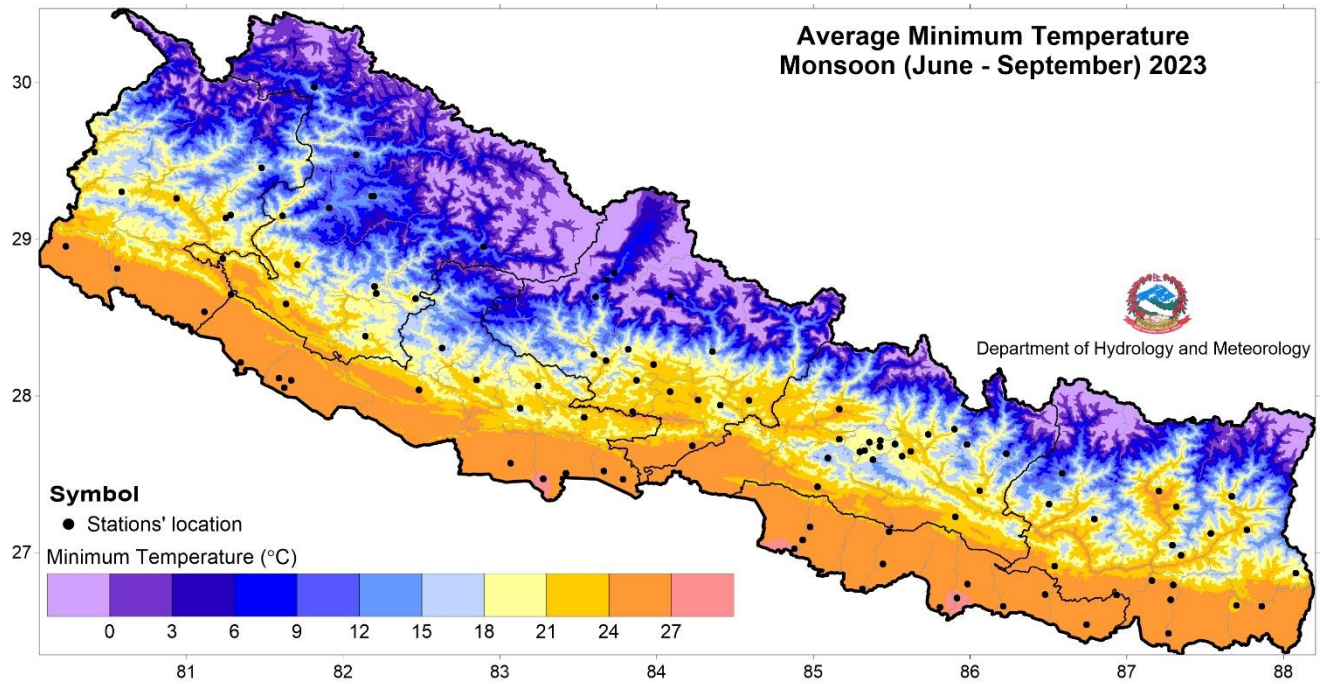 Average Minimum Temperature
Monsoon (June - September) 2023
30
29
28
27
Department of Hydrology and Meteorology
Symbol
Stations' location
Minimum Temperature (°C)
0 3 6 9 12 15 18 21 24 27
81 82 83 84 85 86 87 88